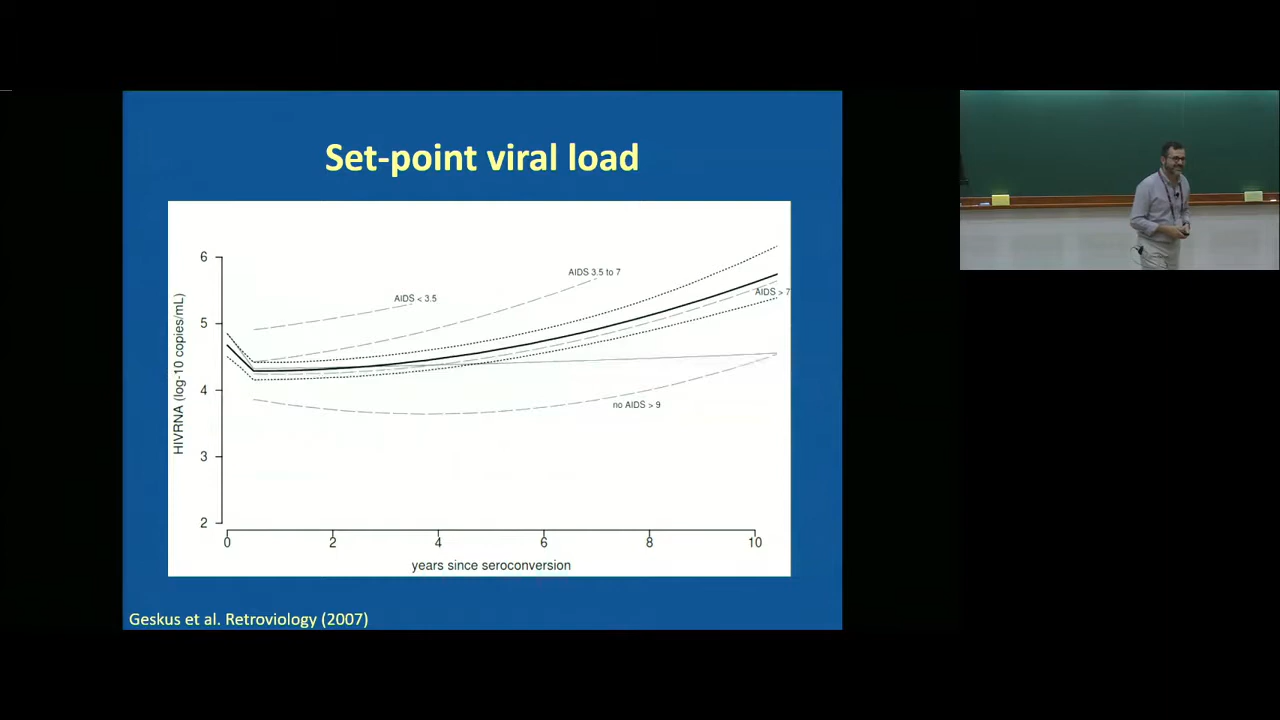 Set-point viral load
HIVRNA (log-10 copies/mL)
6
5
4
3
2
AIDS < 3.5
AIDS 3.5 to 7
AIDS > 7
no AIDS > 9
0 2 4 6 8 10
years since seroconversion
Geskus et al. Retroviology (2007)